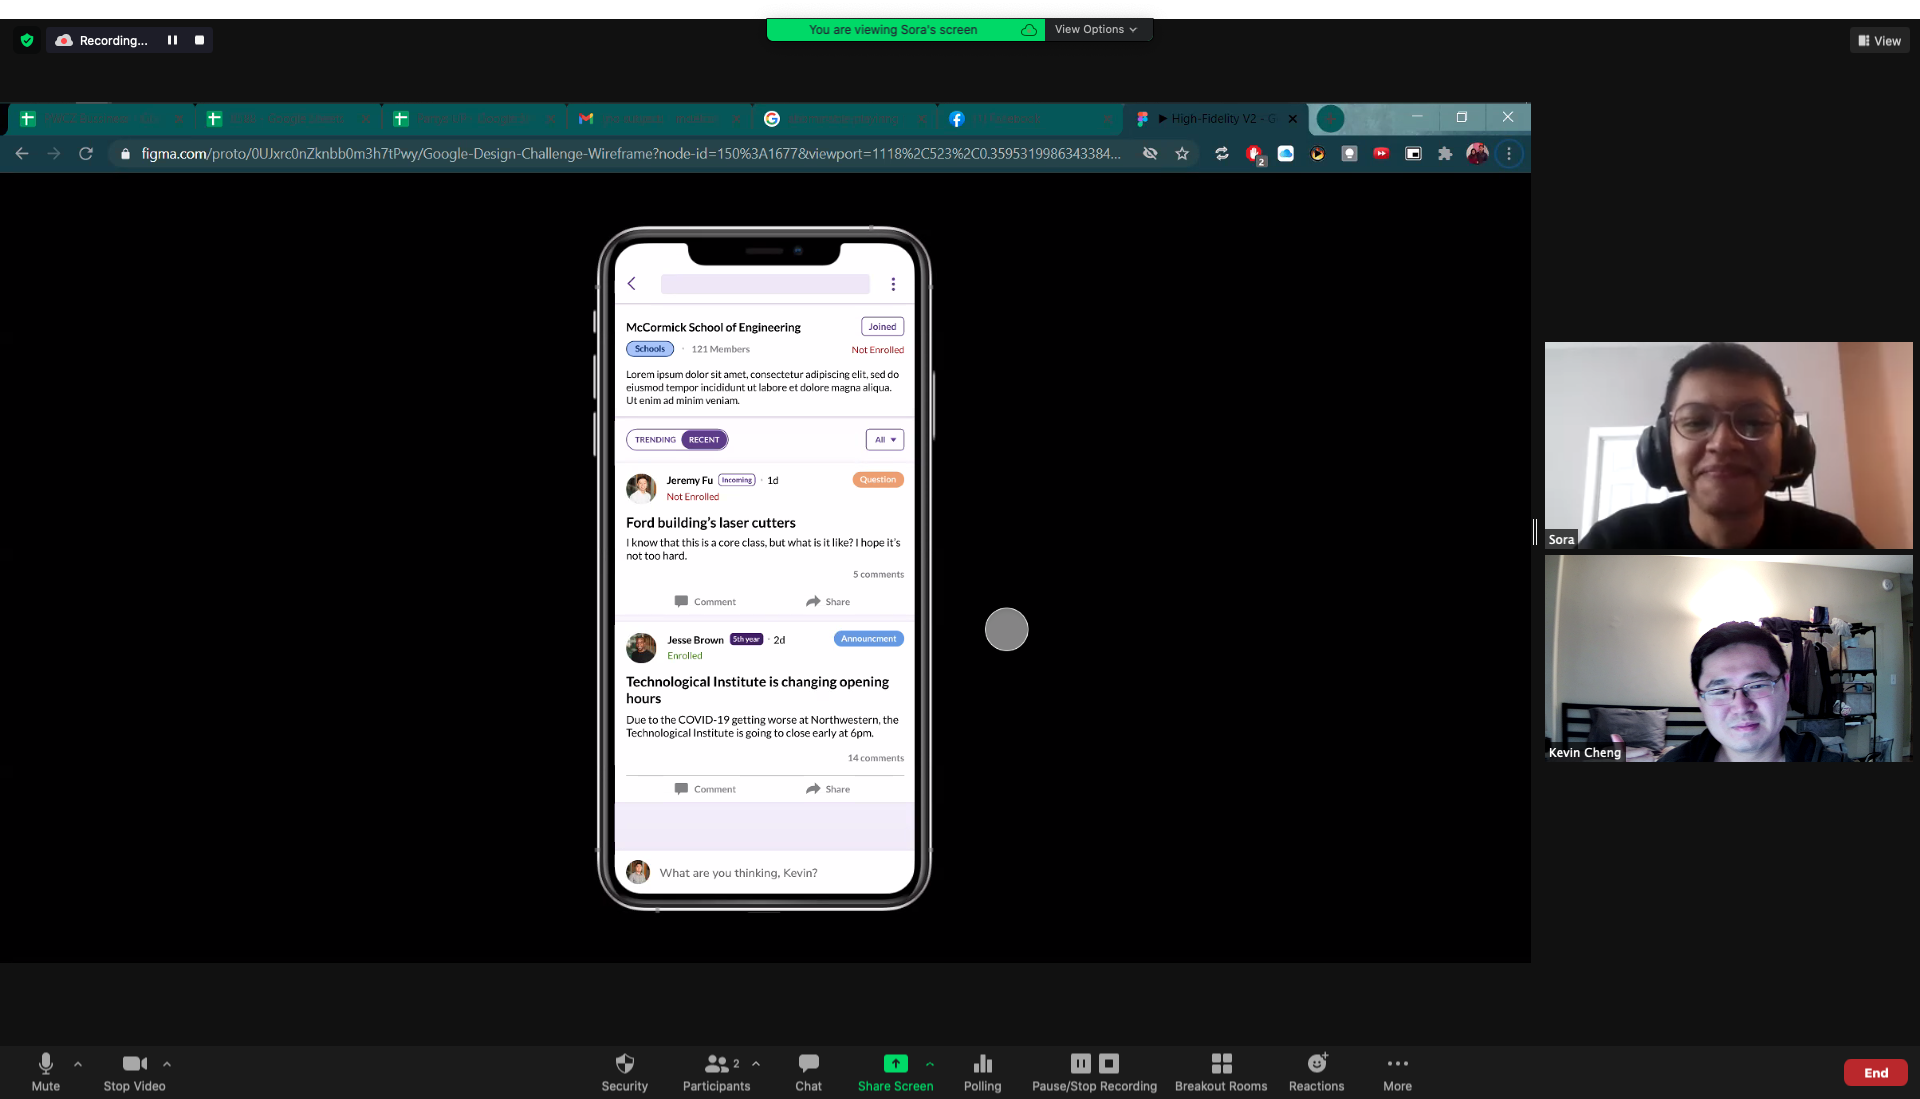 You are viewing Sora's screen
View Options
Recording...
View
High-Fidelity V2 - G
figma.com/proto/0UJxrc0nZknbb0m3h7tPwy/Google-Design-Challenge-Wireframe?node-id=150%3A1677&viewport=1118%2C523%2C0.3595319986343384...
2
McCormick School of Engineering
Joined
Schools · 121 Members
Not Enrolled
Lorem ipsum dolor sit amet, consectetur adipiscing elit, sed do
eiusmod tempor incididunt ut labore et dolore magna aliqua.
Ut enim ad minim veniam.
TRENDING RECENT
All
Jeremy Fu Incoming · 1d
Question
Not Enrolled
Ford building's laser cutters
I know that this is a core class, but what is it like? I hope it's
not too hard.
5 comments
Comment Share
Jesse Brown 5th year · 2d
Announcment
Enrolled
Technological Institute is changing opening
hours
Due to the COVID-19 getting worse at Northwestern, the
Technological Institute is going to close early at 6pm.
14 comments
Comment Share
What are you thinking, Kevin?
Sora
Kevin Cheng
Mute
Stop Video
Security
Participants 2
Chat
Share Screen
Polling
Pause/Stop Recording
Breakout Rooms
Reactions
More
End